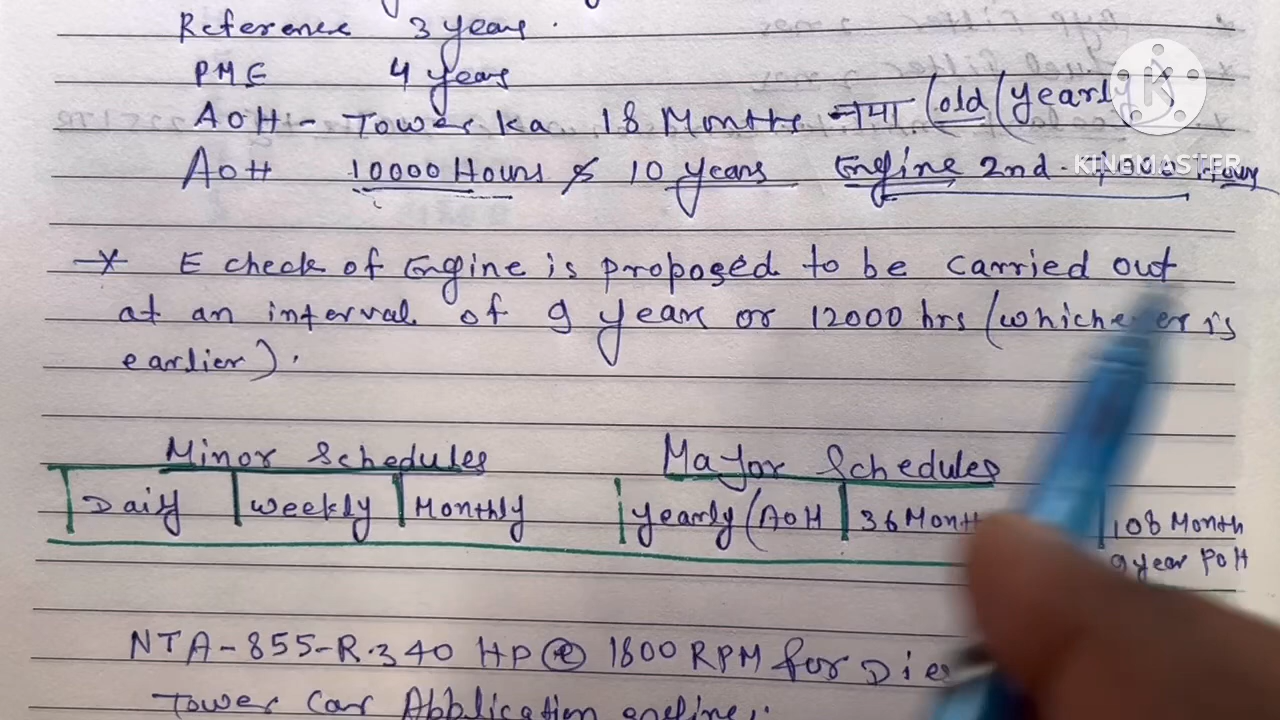 Reference 3 years.
PME 4 years
AOH - Tower ka 18 Months नया (old (yearly)
AOH 10000 Hours & 10 years Engine 2nd.
KINEMASTER
* E check of Engine is proposed to be carried out
at an interval of 9 years or 12000 hrs (whichever is
earlier).
Minor Schedules Major Schedules
Daily weekly Monthly yearly (AOH 36 Month 108 Month
9 year POH
NTA-855-R.340 HP @ 1800 RPM for Die
Tower Car Abblication engline.